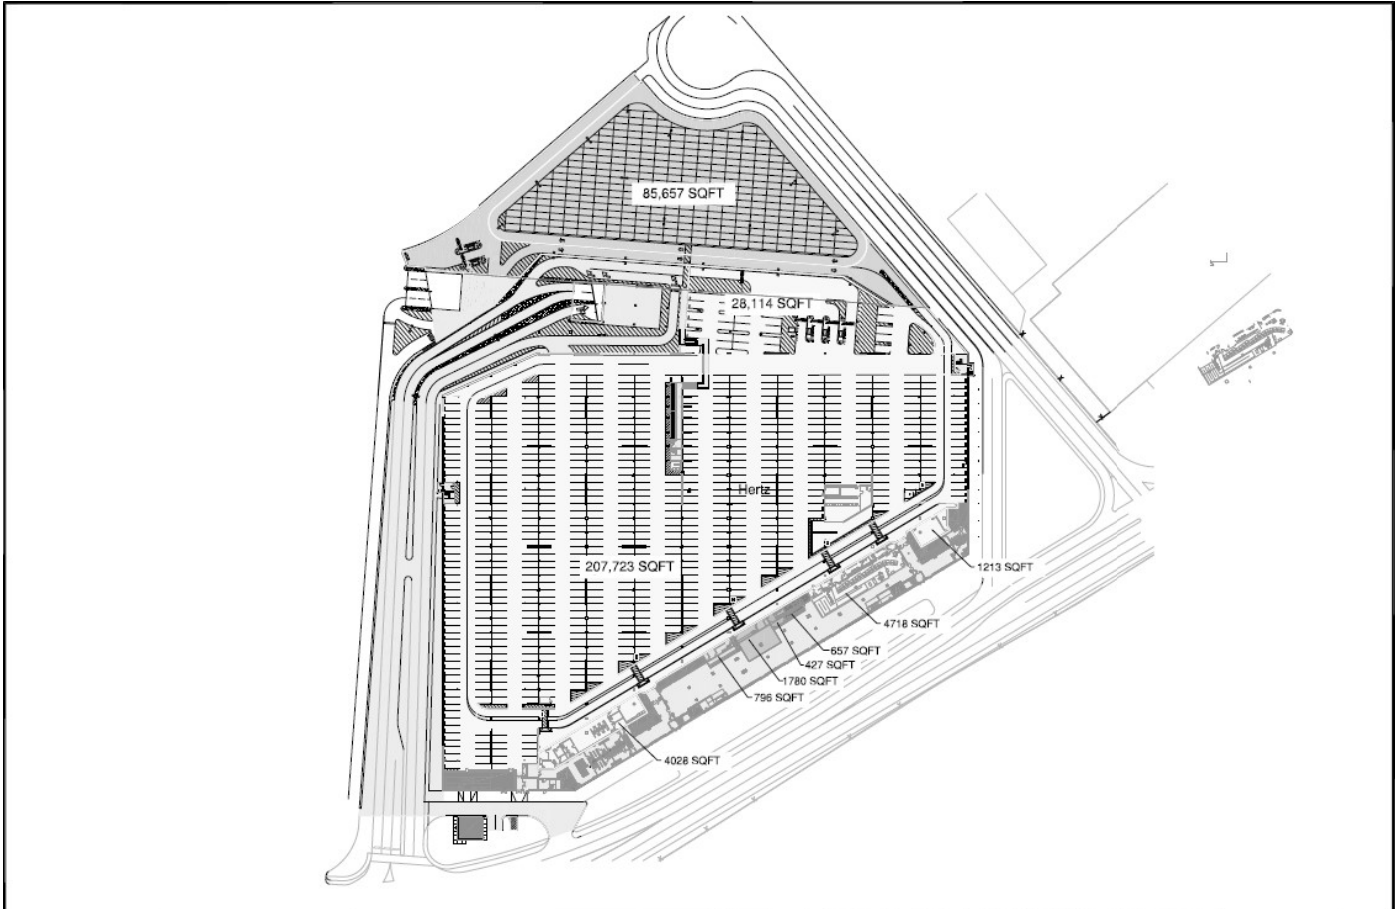 85,657 SQFT
28,114 SQFT
Hertz
207,723 SQFT
1213 SQFT
4718 SQFT
657 SQFT
427 SQFT
1780 SQFT
796 SQFT
4028 SQFT